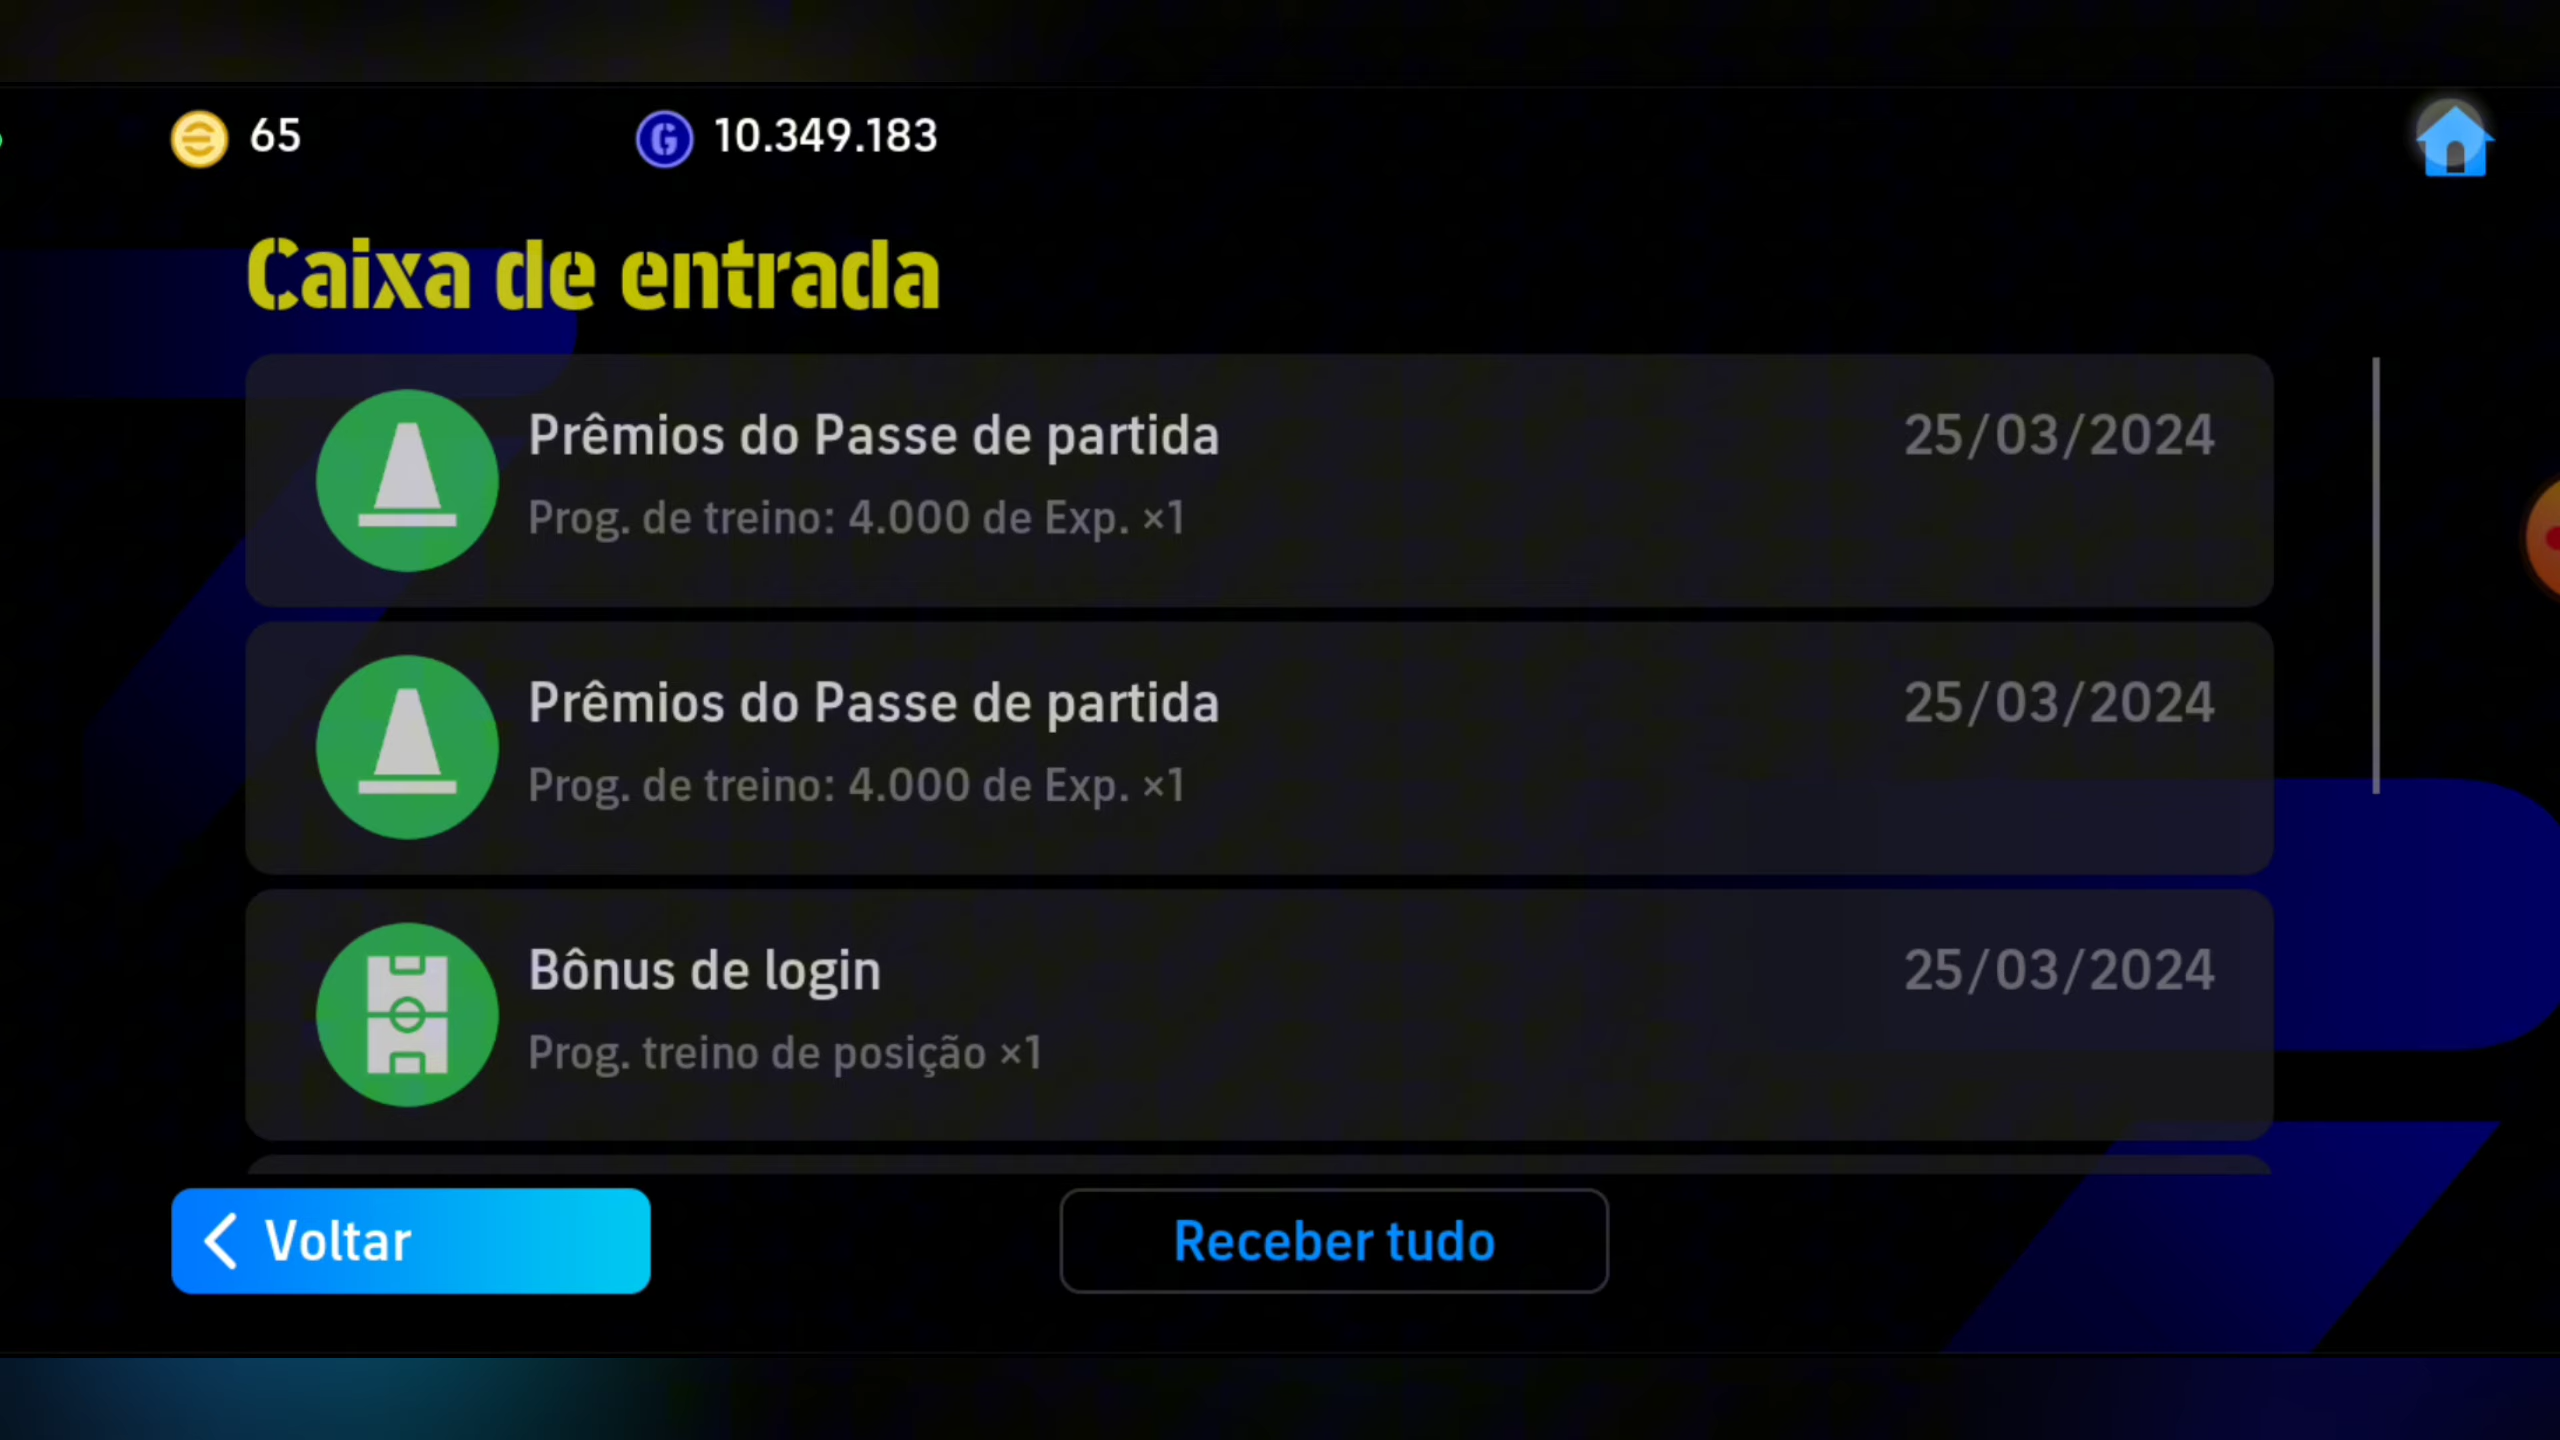 65
10.349.183
Caixa de entrada
Prêmios do Passe de partida
25/03/2024
Prog. de treino: 4.000 de Exp. ×1
Prêmios do Passe de partida
25/03/2024
Prog. de treino: 4.000 de Exp. ×1
Bônus de login
25/03/2024
Prog. treino de posição ×1
Voltar
Receber tudo